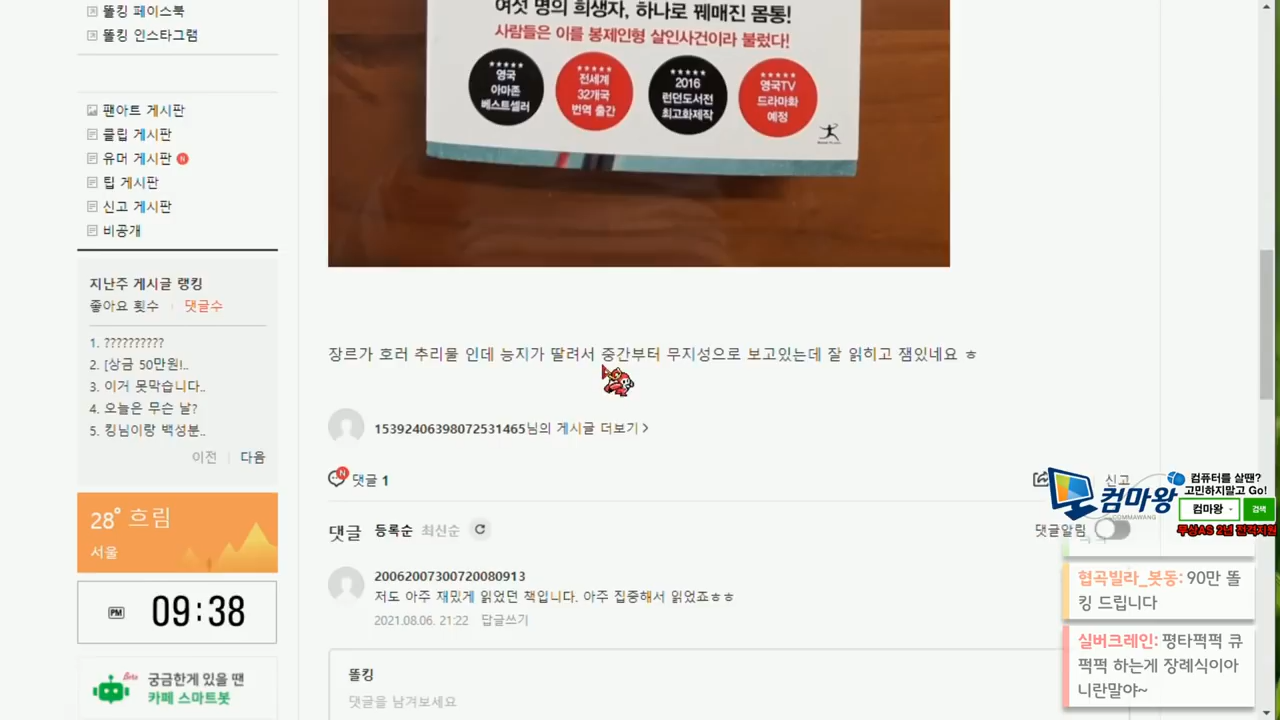 똘킹 페이스북
똘킹 인스타그램
팬아트 게시판
클립 게시판
유머 게시판 N
팁 게시판
신고 게시판
비공개
지난주 게시글 랭킹
좋아요 횟수
댓글수
1. ??????????
2. [상금 50만원!..
3. 이거 못막습니다..
4. 오늘은 무슨 날?
5. 킹님이랑 백성분..
이전 다음
28° 흐림
서울
PM 09:38
Beta
궁금한게 있을 땐
카페 스마트봇
여섯 명의 희생자, 하나로 꿰매진 몸통!
사람들은 이를 봉제인형 살인사건이라 불렀다!
★★★★★
영국
아마존
베스트셀러
★★★★★
전세계
32개국
번역 출간
★★★★★
2016
런던도서전
최고화제작
★★★★★
영국TV
드라마화
예정
장르가 호러 추리물 인데 능지가 딸려서 중간부터 무지성으로 보고있는데 잘 읽히고 잼있네요 ㅎ
15392406398072531465님의 게시글 더보기 >
N
댓글 1
신고
댓글 등록순 최신순
댓글알림
20062007300720080913
저도 아주 재밌게 읽었던 책입니다. 아주 집중해서 읽었죠ㅎㅎ
2021.08.06. 21:22 답글쓰기
똘킹
댓글을 남겨보세요
컴마왕
COMMAWANG
컴퓨터를 살땐?
고민하지말고 Go!
컴마왕 검색
무상AS 2년 전격지원
협곡빌라_봇동: 90만 똘
킹 드립니다
실버크레인: 평타퍽퍽 큐
퍽퍽 하는게 장례식이아
니란말야~